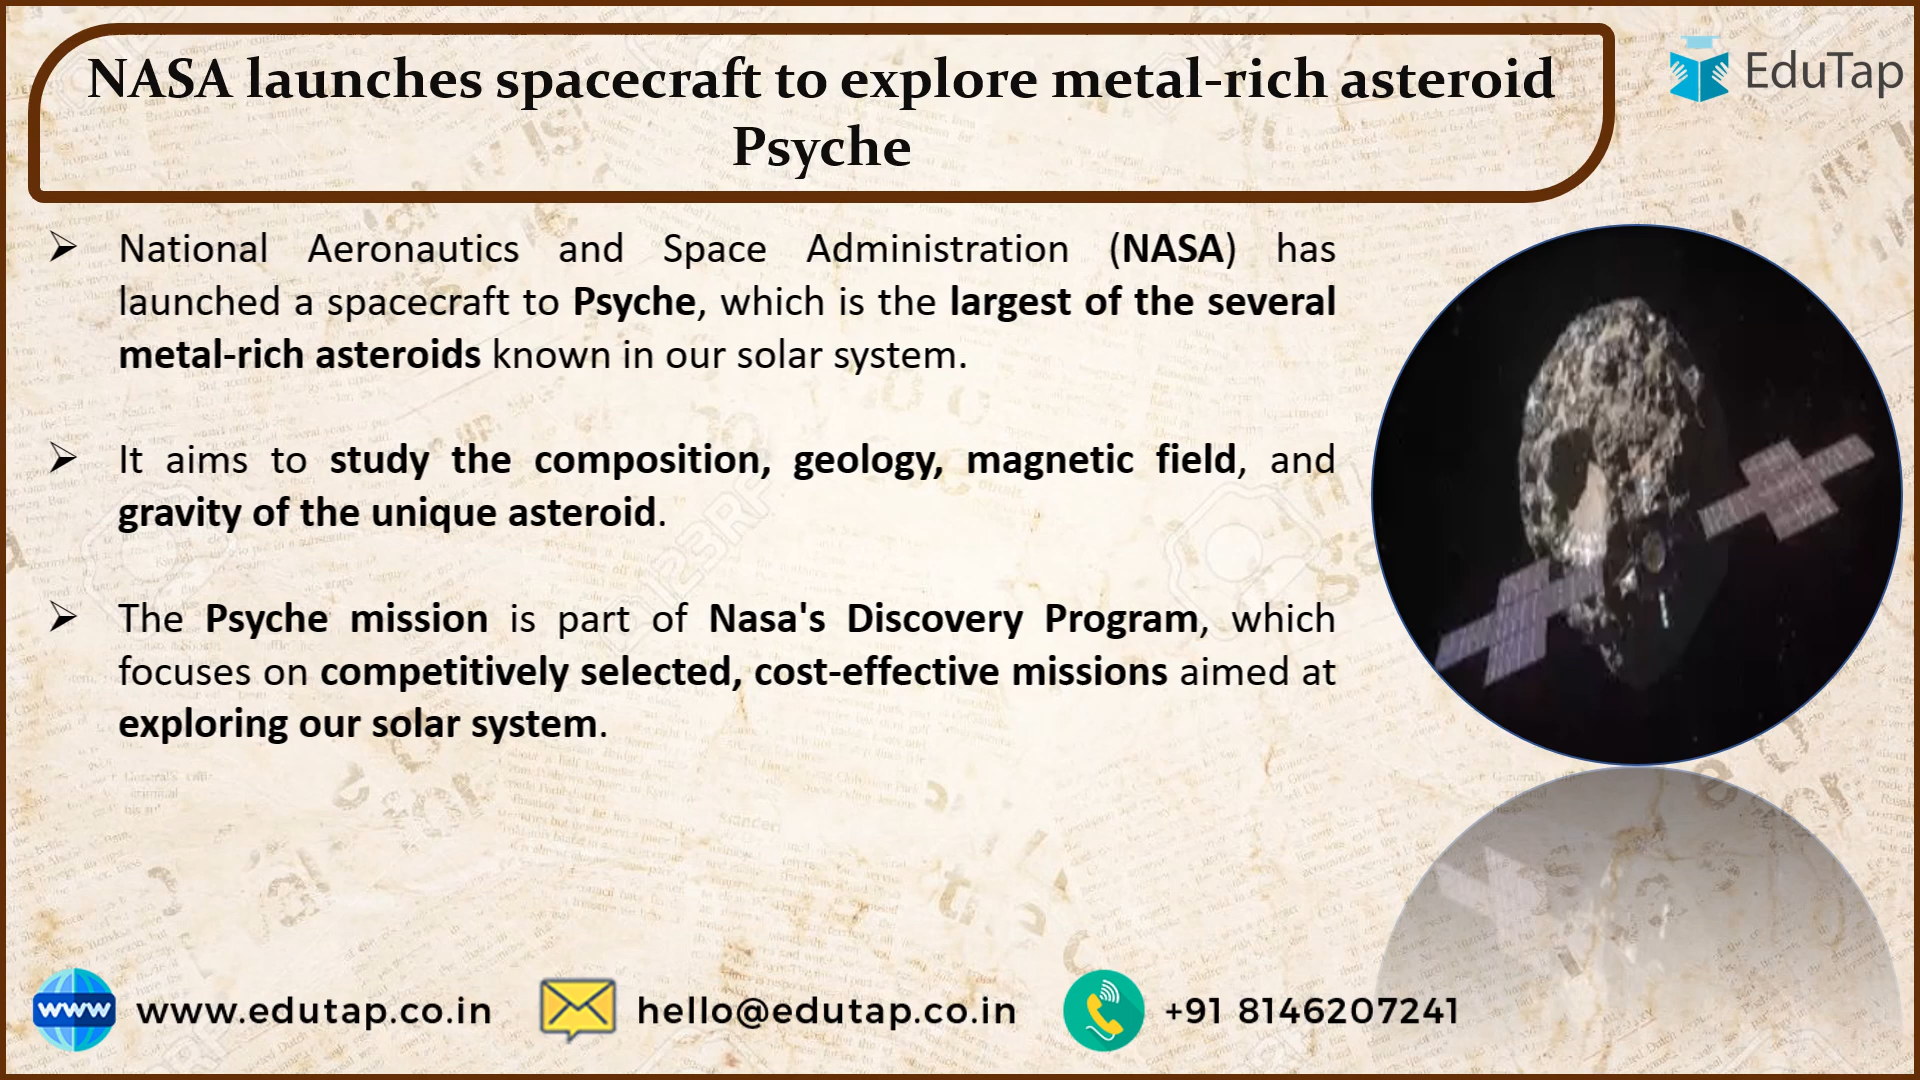 NASA launches spacecraft to explore metal-rich asteroid
Psyche
EduTap
➢ National Aeronautics and Space Administration (NASA) has
launched a spacecraft to Psyche, which is the largest of the several
metal-rich asteroids known in our solar system.
➢ It aims to study the composition, geology, magnetic field, and
gravity of the unique asteroid.
➢ The Psyche mission is part of Nasa's Discovery Program, which
focuses on competitively selected, cost-effective missions aimed at
exploring our solar system.
www www.edutap.co.in hello@edutap.co.in +91 8146207241